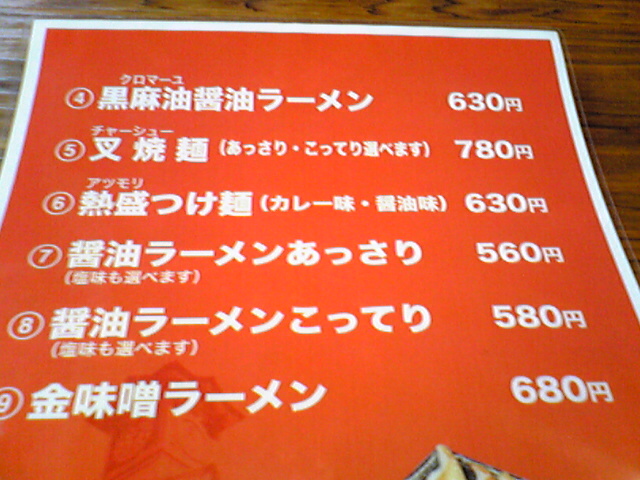 クロマーユ
④黒麻油醤油ラーメン 630円
チャーシュー
⑤叉焼麺(あっさり・こってり選べます) 780円
アツモリ
⑥熱盛つけ麺(カレー味・醤油味) 630円
⑦醤油ラーメンあっさり 560円
(塩味も選べます)
⑧醤油ラーメンこってり 580円
(塩味も選べます)
⑨金味噌ラーメン 680円